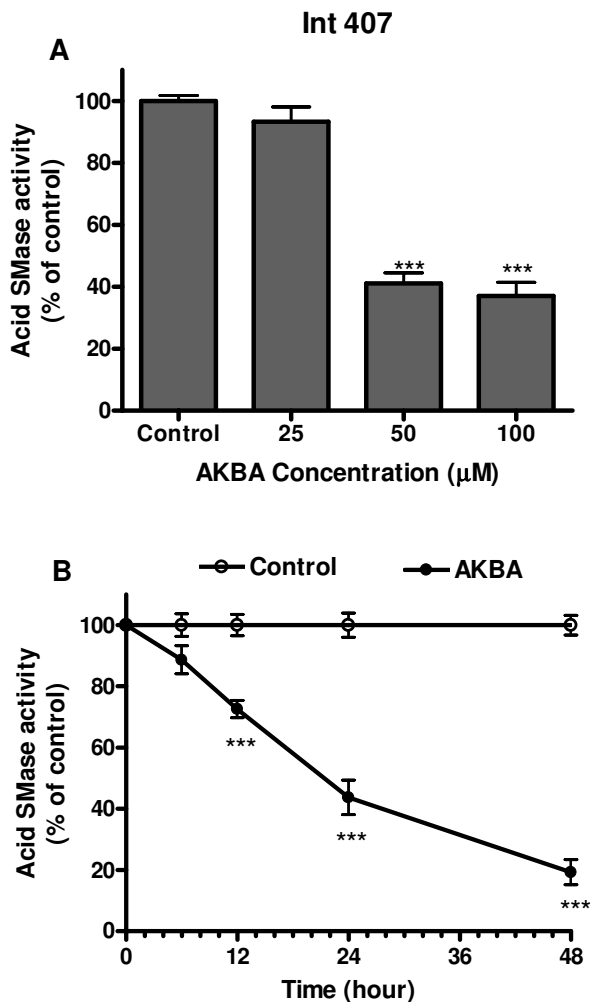 Int 407
A
Acid SMase activity
(% of control)
100
80
60
40
20
0
***
***
Control 25 50 100
AKBA Concentration (μM)
B
Control AKBA
Acid SMase activity
(% of control)
100
80
60
40
20
0
***
***
***
0 12 24 36 48
Time (hour)